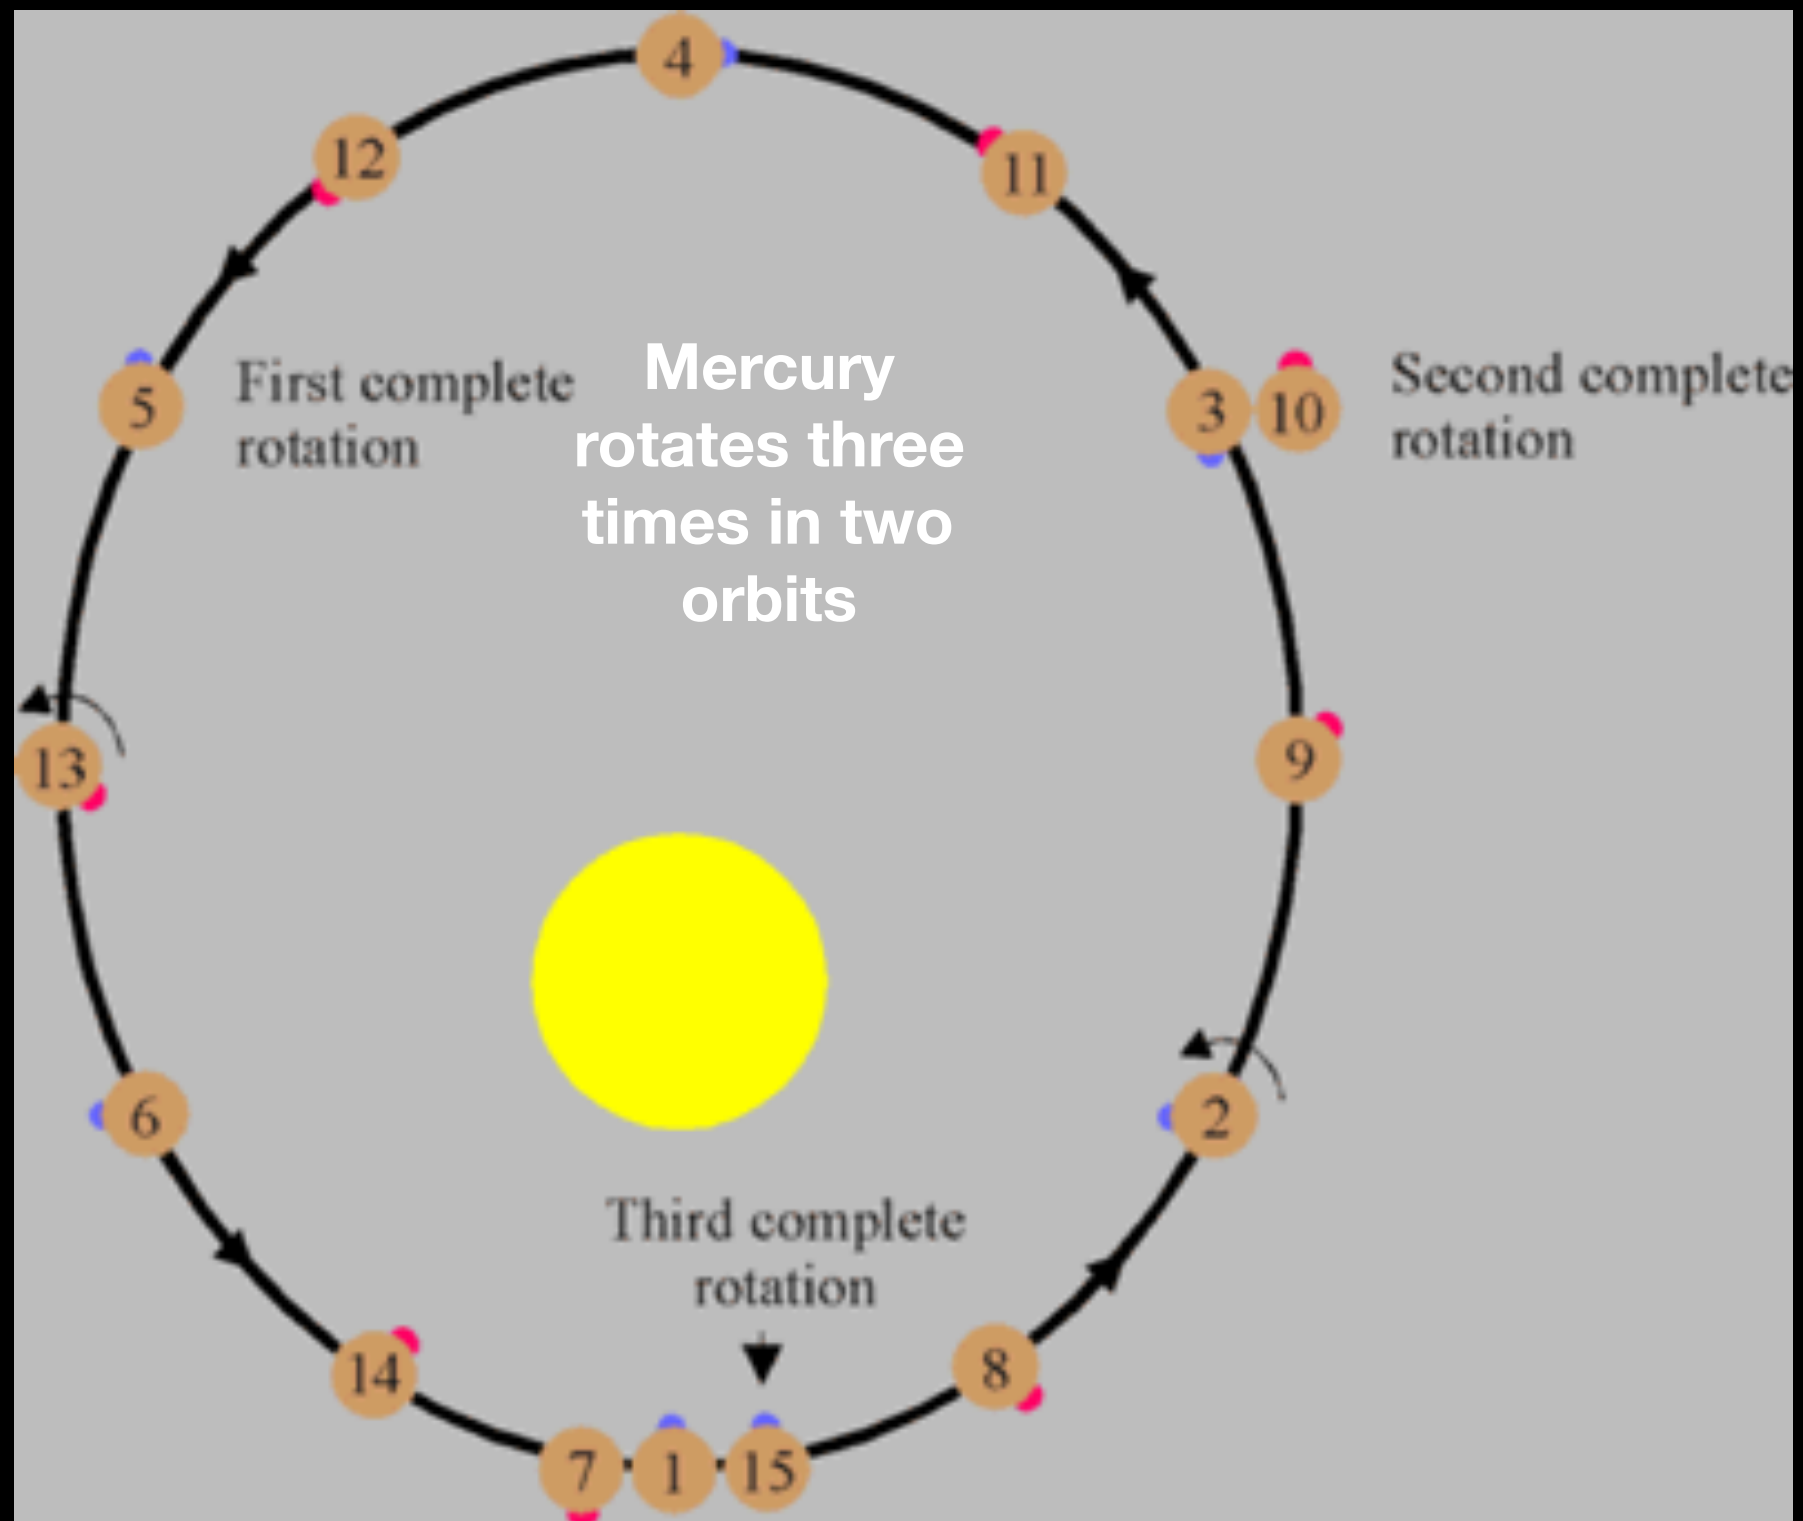 4
12
11
5
First complete
rotation
Mercury
rotates three
times in two
orbits
3
10
Second complete
rotation
13
9
6
2
Third complete
rotation
14
8
7
1
15